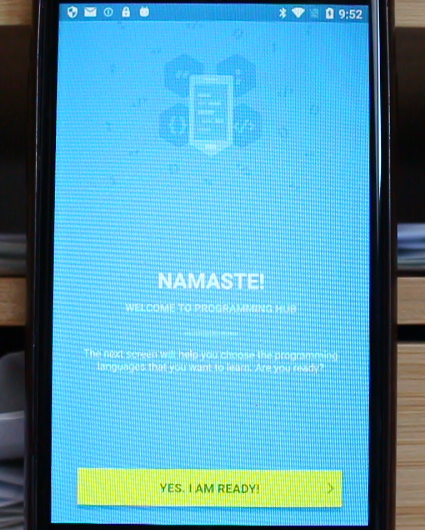 9:52
NAMASTE!
WELCOME TO PROGRAMMING HUB
The next screen will help you choose the programming
languages that you want to learn. Are you ready?
YES. I AM READY!